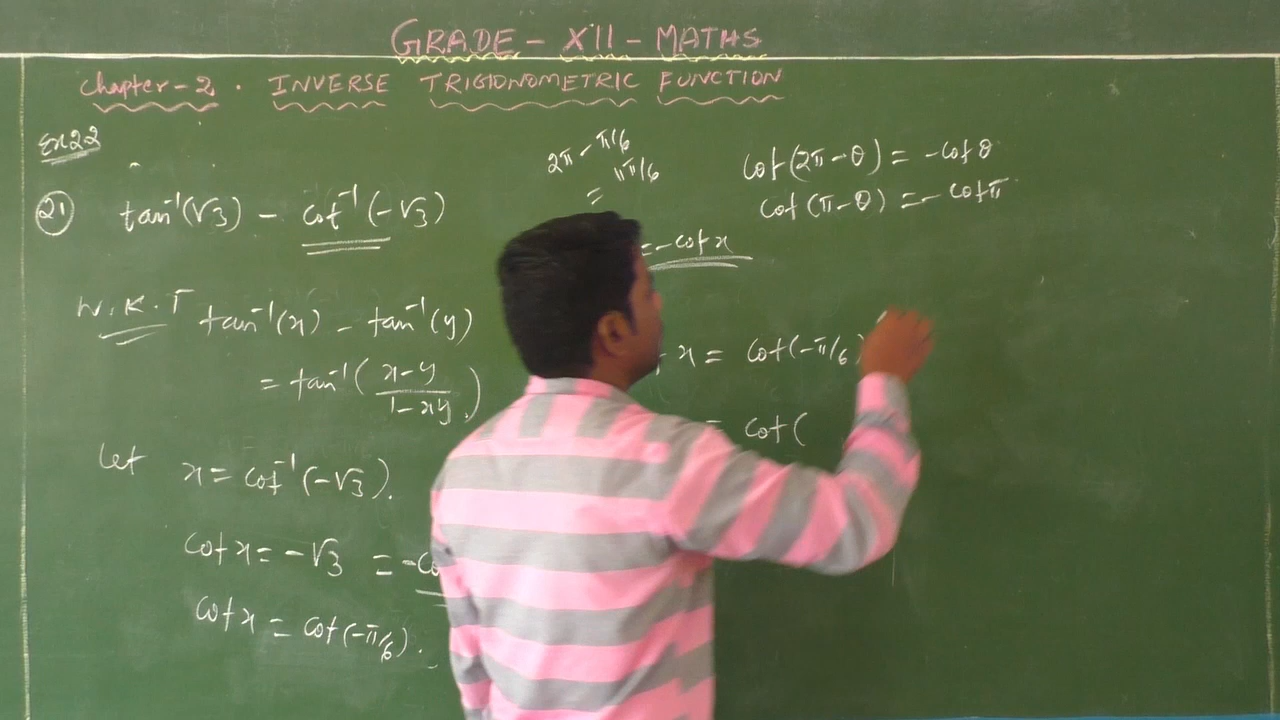 GRADE - XII - MATHS
Chapter-2. INVERSE TRIGIONOMETRIC FUNCTION
Ex 2.2
21 tan⁻¹(√3) - cot⁻¹(-√3)
W.K.T tan⁻¹(x) - tan⁻¹(y)
= tan⁻¹(x-y/1-xy)
Let x = cot⁻¹(-√3).
cot x = -√3 = -co
cot x = cot(-π/6).
2π - π/6
= 11π/6
cot(2π-θ) = -cot θ
cot(π-θ) = -cot π
= -cot x
x = cot(-π/6)
= cot(